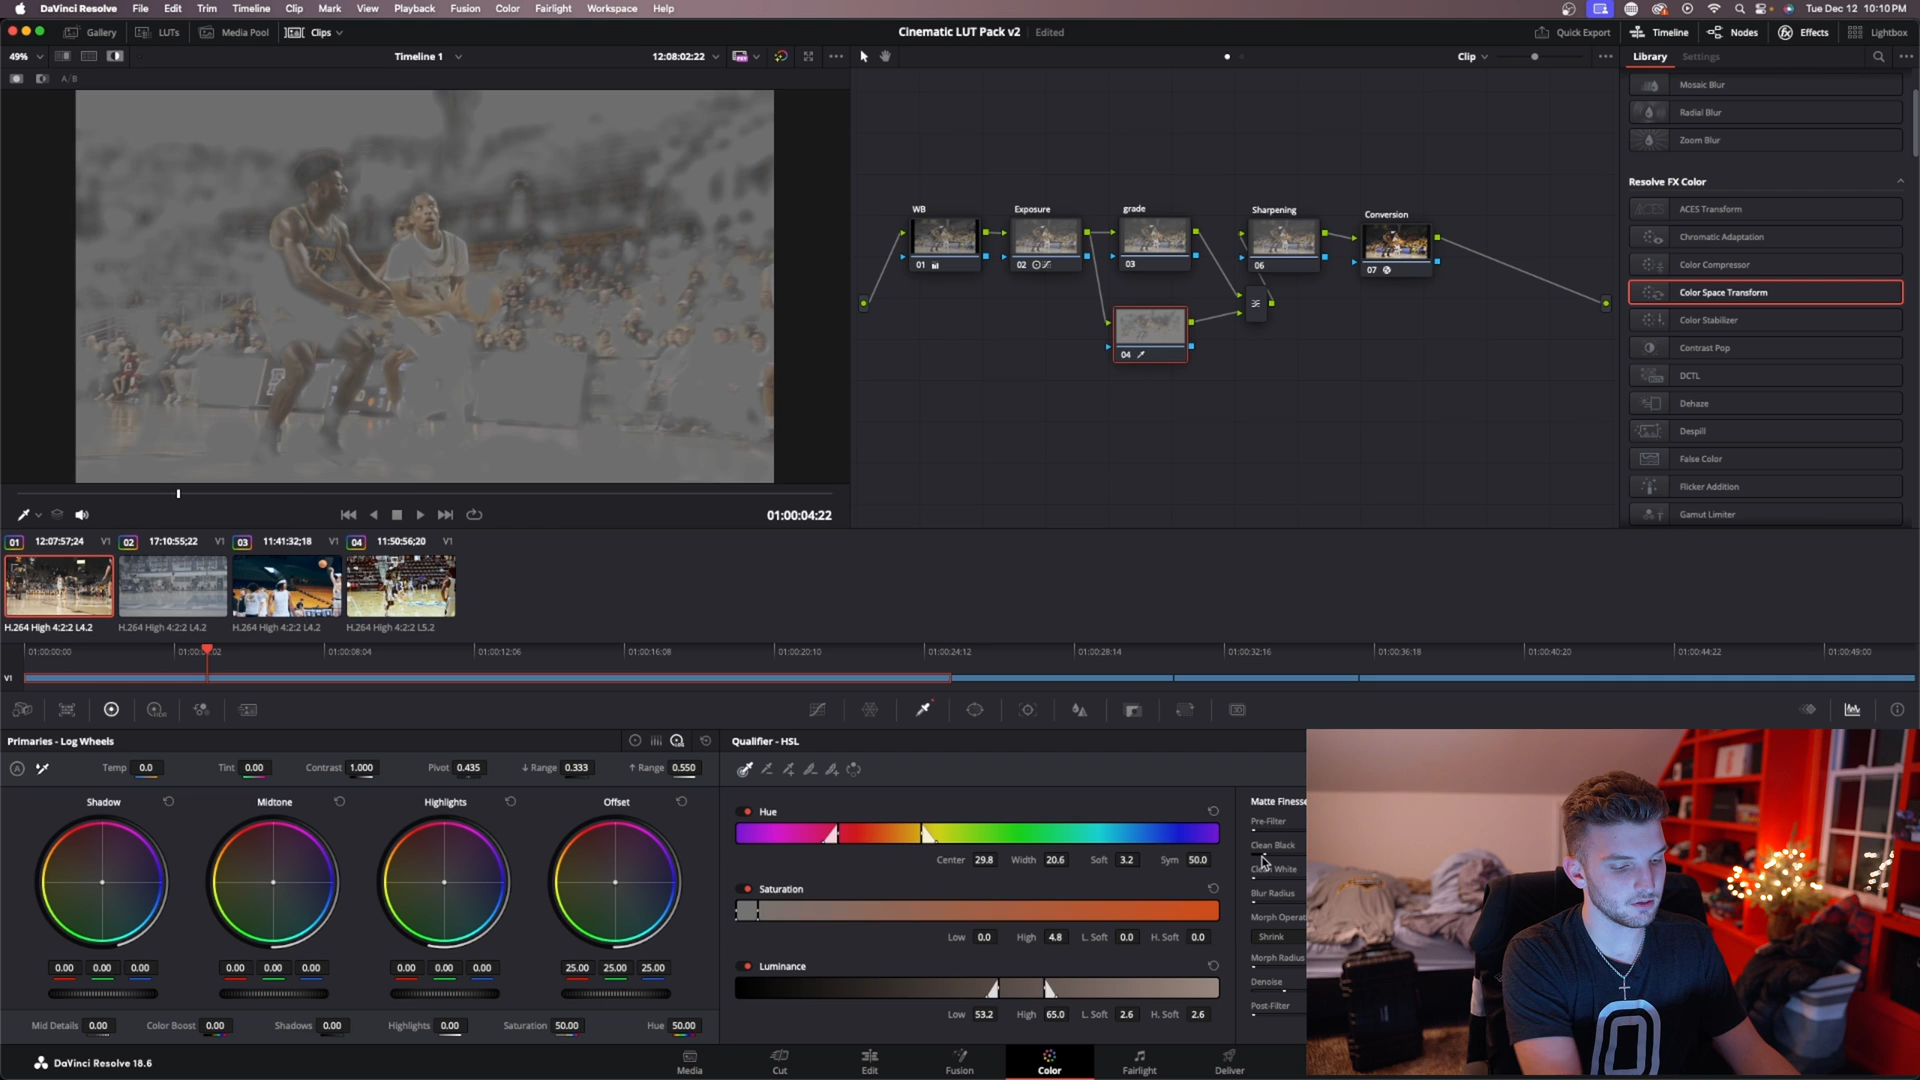 DaVinci Resolve File Edit Trim Timeline Clip Mark View Playback Fusion Color Fairlight Workspace Help Tue Dec 12 10:10 PM
Gallery LUTs Media Pool Clips Cinematic LUT Pack v2 Edited Quick Export Timeline Nodes Effects Lightbox
49% Timeline 1 12:08:02:22 Clip Library Settings
A/B
Mosaic Blur
Radial Blur
Zoom Blur
Resolve FX Color
ACES Transform
Chromatic Adaptation
Color Compressor
Color Space Transform
Color Stabilizer
Contrast Pop
DCTL
Dehaze
Despill
False Color
Flicker Addition
Gamut Limiter
WB Exposure grade Sharpening Conversion
01 02 03 06 07
04
01:00:04:22
01 12:07:57;24 V1 02 17:10:55;22 V1 03 11:41:32;18 V1 04 11:50:56;20 V1
H.264 High 4:2:2 L4.2 H.264 High 4:2:2 L4.2 H.264 High 4:2:2 L4.2 H.264 High 4:2:2 L5.2
01:00:00:00 01:00:08:04 01:00:12:06 01:00:16:08 01:00:20:10 01:00:24:12 01:00:28:14 01:00:32:16 01:00:36:18 01:00:40:20 01:00:44:22 01:00:49:00
V1
Primaries - Log Wheels Qualifier - HSL
Temp 0.0 Tint 0.00 Contrast 1.000 Pivot 0.435 ↓ Range 0.333 ↑ Range 0.550
Shadow Midtone Highlights Offset
0.00 0.00 0.00 0.00 0.00 0.00 0.00 0.00 0.00 25.00 25.00 25.00
Mid Details 0.00 Color Boost 0.00 Shadows 0.00 Highlights 0.00 Saturation 50.00 Hue 50.00
Hue
Center 29.8 Width 20.6 Soft 3.2 Sym 50.0
Saturation
Low 0.0 High 4.8 L. Soft 0.0 H. Soft 0.0
Luminance
Low 53.2 High 65.0 L. Soft 2.6 H. Soft 2.6
Matte Finesse
Pre-Filter
Clean Black
Clean White
Blur Radius
Morph Operat
Shrink
Morph Radius
Denoise
Post-Filter
DaVinci Resolve 18.6 Media Cut Edit Fusion Color Fairlight Deliver